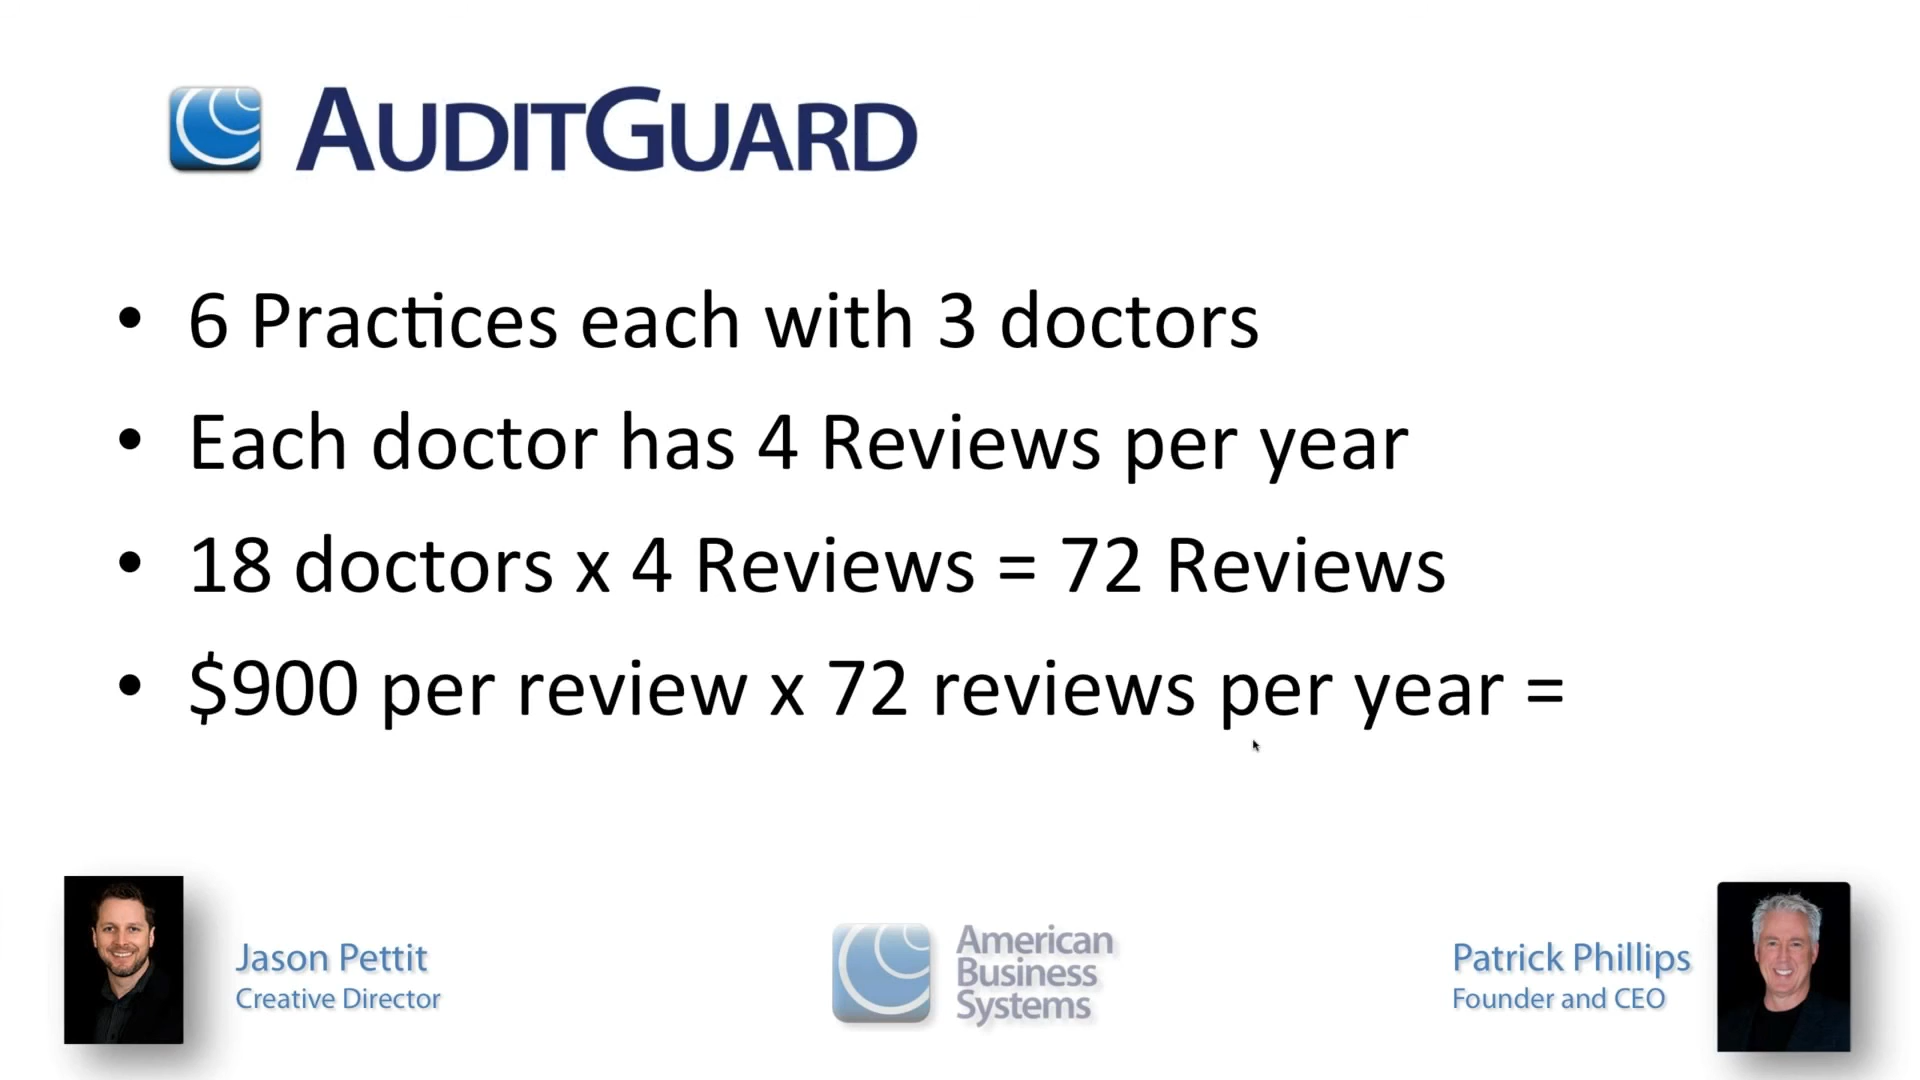 AUDITGUARD
• 6 Practices each with 3 doctors
• Each doctor has 4 Reviews per year
• 18 doctors x 4 Reviews = 72 Reviews
• $900 per review x 72 reviews per year =
Jason Pettit
Creative Director
American
Business
Systems
Patrick Phillips
Founder and CEO